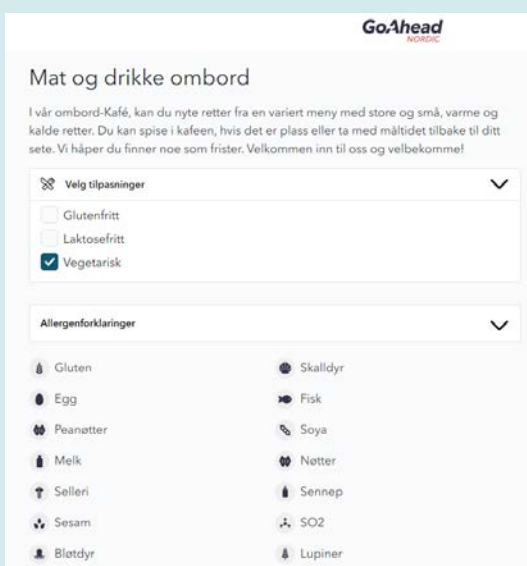 GoAhead
NORDIC
Mat og drikke ombord
I vår ombord-Kafé, kan du nyte retter fra en variert meny med store og små, varme og
kalde retter. Du kan spise i kafeen, hvis det er plass eller ta med måltidet tilbake til ditt
sete. Vi håper du finner noe som frister. Velkommen inn til oss og velbekomme!
Velg tilpasninger
Glutenfritt
Laktosefritt
Vegetarisk
Allergenforklaringer
Gluten
Skalldyr
Egg
Fisk
Peanøtter
Soya
Melk
Nøtter
Selleri
Sennep
Sesam
SO2
Bløtdyr
Lupiner